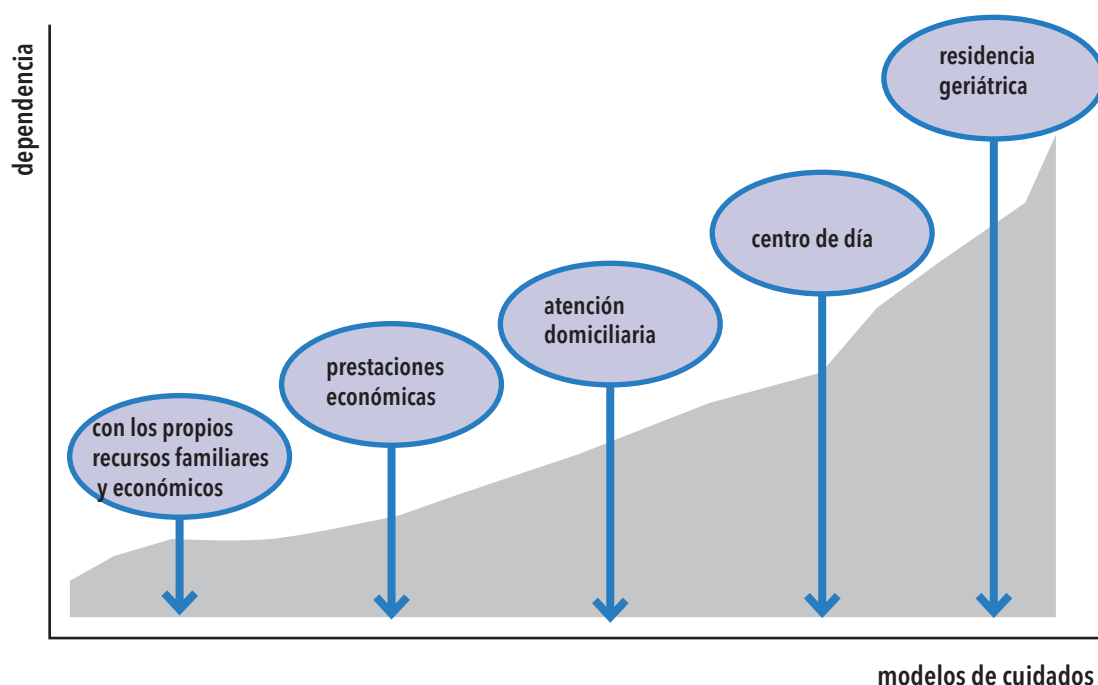 dependencia
residencia
geriátrica
centro de día
atención
domiciliaria
prestaciones
económicas
con los propios
recursos familiares
y económicos
modelos de cuidados